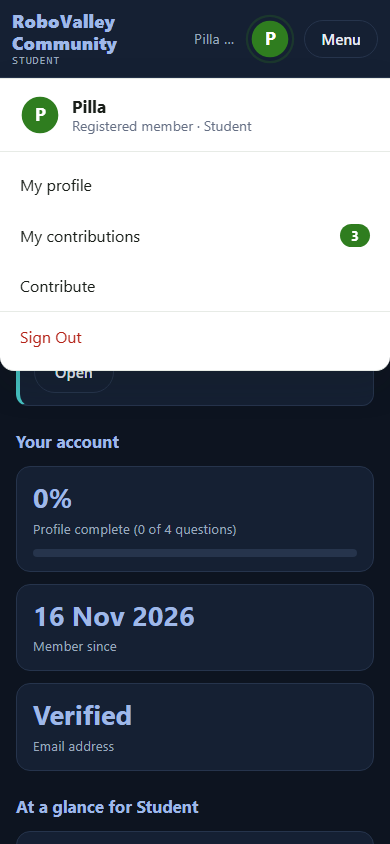 RoboValley
Community
STUDENT
Pilla ...
P
Menu
P
Pilla
Registered member · Student
My profile
My contributions
3
Contribute
Sign Out
Open
Your account
0%
Profile complete (0 of 4 questions)
16 Nov 2026
Member since
Verified
Email address
At a glance for Student